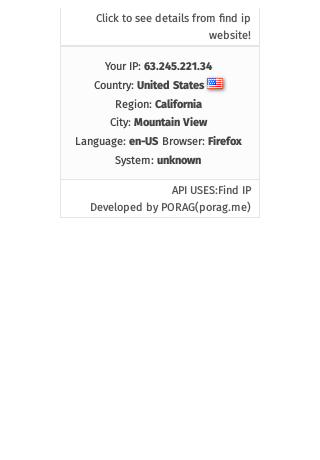 Click to see details from find ip
website!
Your IP: 63.245.221.34
Country: United States
Region: California
City: Mountain View
Language: en-US Browser: Firefox
System: unknown
API USES:Find IP
Developed by PORAG(porag.me)